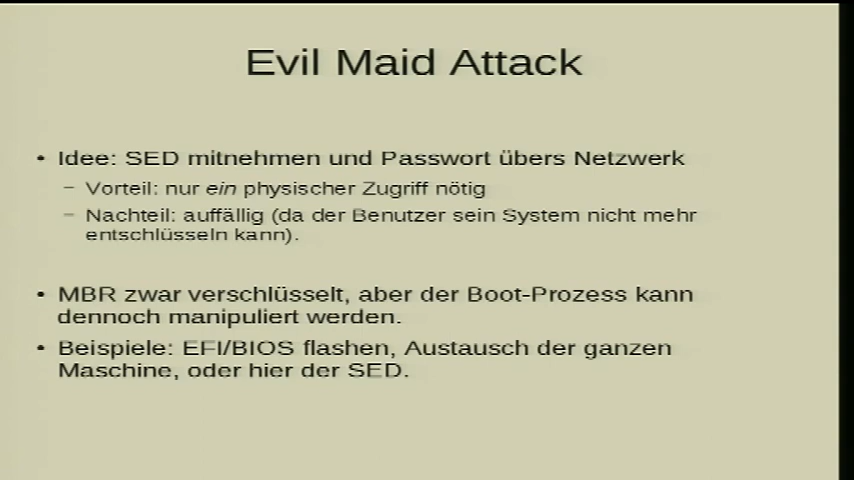 Evil Maid Attack
• Idee: SED mitnehmen und Passwort übers Netzwerk
– Vorteil: nur ein physischer Zugriff nötig
– Nachteil: auffällig (da der Benutzer sein System nicht mehr
entschlüsseln kann).
• MBR zwar verschlüsselt, aber der Boot-Prozess kann
dennoch manipuliert werden.
• Beispiele: EFI/BIOS flashen, Austausch der ganzen
Maschine, oder hier der SED.